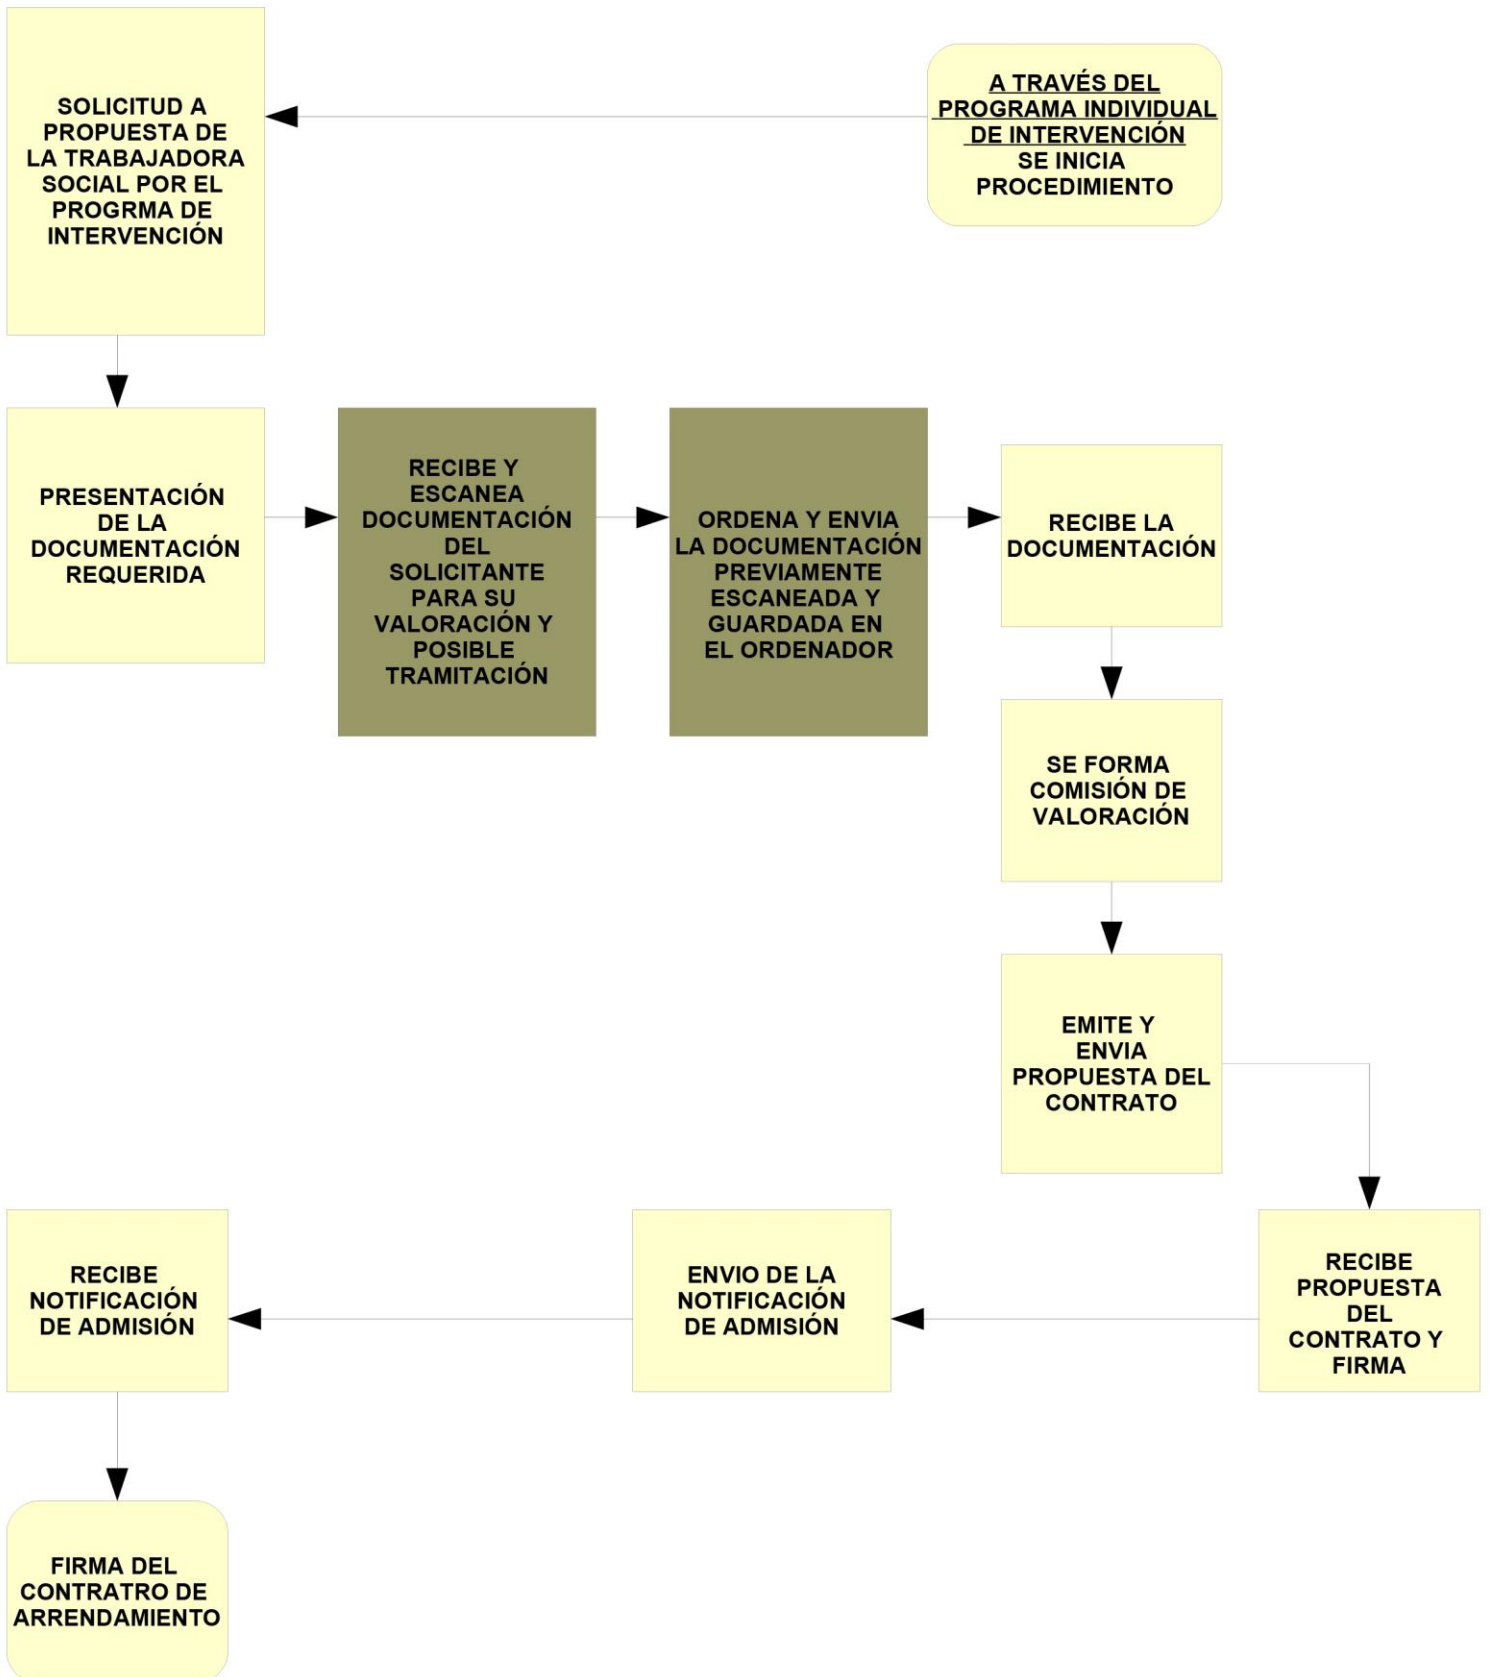 A TRAVÉS DEL
PROGRAMA INDIVIDUAL
DE INTERVENCIÓN
SE INICIA
PROCEDIMIENTO
SOLICITUD A
PROPUESTA DE
LA TRABAJADORA
SOCIAL POR EL
PROGRMA DE
INTERVENCIÓN
PRESENTACIÓN
DE LA
DOCUMENTACIÓN
REQUERIDA
RECIBE Y
ESCANEA
DOCUMENTACIÓN
DEL
SOLICITANTE
PARA SU
VALORACIÓN Y
POSIBLE
TRAMITACIÓN
ORDENA Y ENVIA
LA DOCUMENTACIÓN
PREVIAMENTE
ESCANEADA Y
GUARDADA EN
EL ORDENADOR
RECIBE LA
DOCUMENTACIÓN
SE FORMA
COMISIÓN DE
VALORACIÓN
EMITE Y
ENVIA
PROPUESTA DEL
CONTRATO
RECIBE
PROPUESTA
DEL
CONTRATO Y
FIRMA
ENVIO DE LA
NOTIFICACIÓN
DE ADMISIÓN
RECIBE
NOTIFICACIÓN
DE ADMISIÓN
FIRMA DEL
CONTRATRO DE
ARRENDAMIENTO